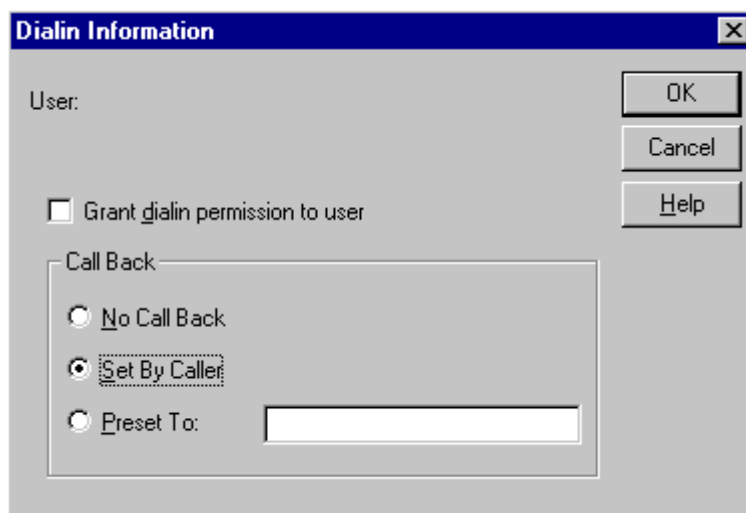 Dialin Information
User:
OK
Cancel
Help
Grant dialin permission to user
Call Back
No Call Back
Set By Caller
Preset To: